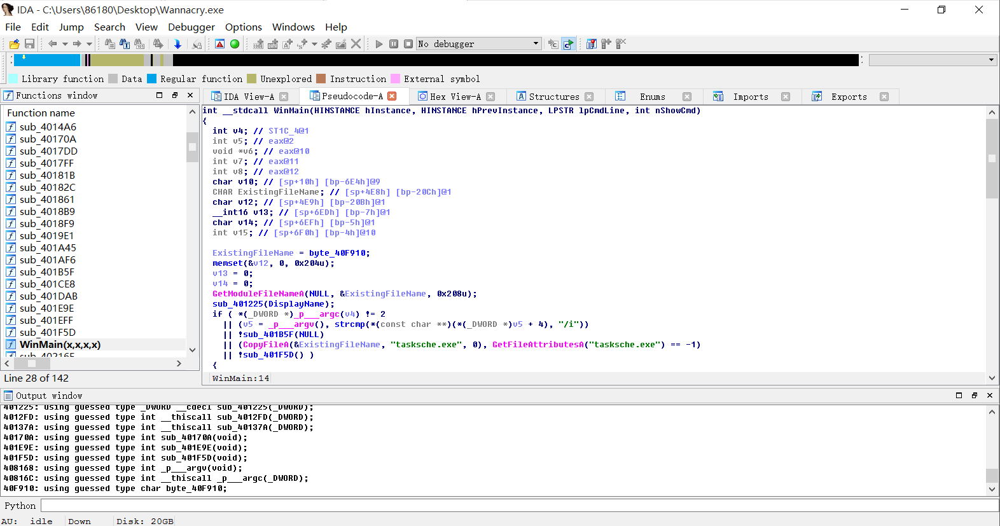 IDA - C:\Users\86180\Desktop\Wannacry.exe
File Edit Jump Search View Debugger Options Windows Help
No debugger
Library function Data Regular function Unexplored Instruction External symbol
Functions window
IDA View-A Pseudocode-A Hex View-A Structures Enums Imports Exports
Function name
sub_4014A6
sub_40170A
sub_4017DD
sub_4017FF
sub_40181B
sub_40182C
sub_401861
sub_4018B9
sub_4018F9
sub_4019E1
sub_401A45
sub_401AF6
sub_401B5F
sub_401CE8
sub_401DAB
sub_401E9E
sub_401EFF
sub_401F5D
WinMain(x,x,x,x)
sub_40216F
Line 28 of 142
int __stdcall WinMain(HINSTANCE hInstance, HINSTANCE hPrevInstance, LPSTR lpCmdLine, int nShowCmd)
{
int v4; // ST1C_4@1
int v5; // eax@2
void *v6; // eax@10
int v7; // eax@11
int v8; // eax@12
char v10; // [sp+10h] [bp-6E4h]@9
CHAR ExistingFileName; // [sp+4E8h] [bp-20Ch]@1
char v12; // [sp+4E9h] [bp-20Bh]@1
__int16 v13; // [sp+6EDh] [bp-7h]@1
char v14; // [sp+6EFh] [bp-5h]@1
int v15; // [sp+6F0h] [bp-4h]@10
ExistingFileName = byte_40F910;
memset(&v12, 0, 0x204u);
v13 = 0;
v14 = 0;
GetModuleFileNameA(NULL, &ExistingFileName, 0x208u);
sub_401225(DisplayName);
if ( *(_DWORD *)_p___argc(v4) != 2
|| (v5 = _p___argv(), strcmp(*(const char **)(*(_DWORD *)v5 + 4), "/i"))
|| !sub_401B5F(NULL)
|| (CopyFileA(&ExistingFileName, "tasksche.exe", 0), GetFileAttributesA("tasksche.exe") == -1)
|| !sub_401F5D() )
{
WinMain:14
Output window
401225: using guessed type _DWORD __cdecl sub_401225(_DWORD);
4012FD: using guessed type int __thiscall sub_4012FD(_DWORD);
40137A: using guessed type int __thiscall sub_40137A(_DWORD);
40170A: using guessed type int sub_40170A(void);
401E9E: using guessed type int sub_401E9E(void);
401F5D: using guessed type int sub_401F5D(void);
408168: using guessed type int _p___argv(void);
40816C: using guessed type int __thiscall _p___argc(_DWORD);
40F910: using guessed type char byte_40F910;
Python
AU: idle Down Disk: 20GB